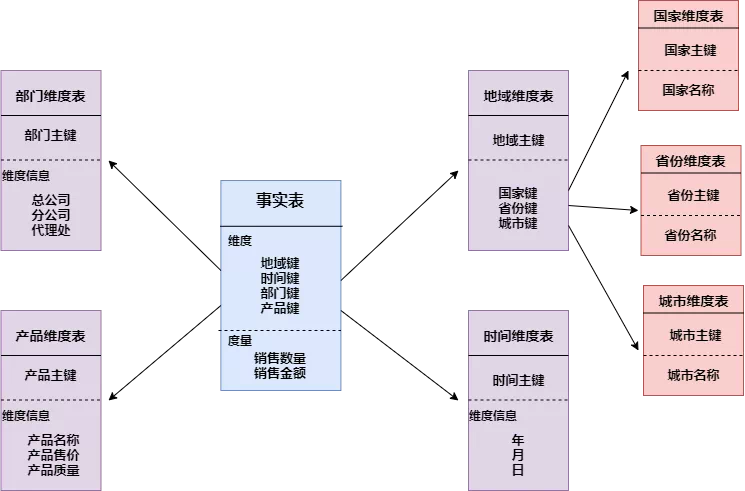 部门维度表
部门主键
维度信息
总公司
分公司
代理处
产品维度表
产品主键
维度信息
产品名称
产品售价
产品质量
事实表
维度
地域键
时间键
部门键
产品键
度量
销售数量
销售金额
地域维度表
地域主键
国家键
省份键
城市键
时间维度表
时间主键
维度信息
年
月
日
国家维度表
国家主键
国家名称
省份维度表
省份主键
省份名称
城市维度表
城市主键
城市名称